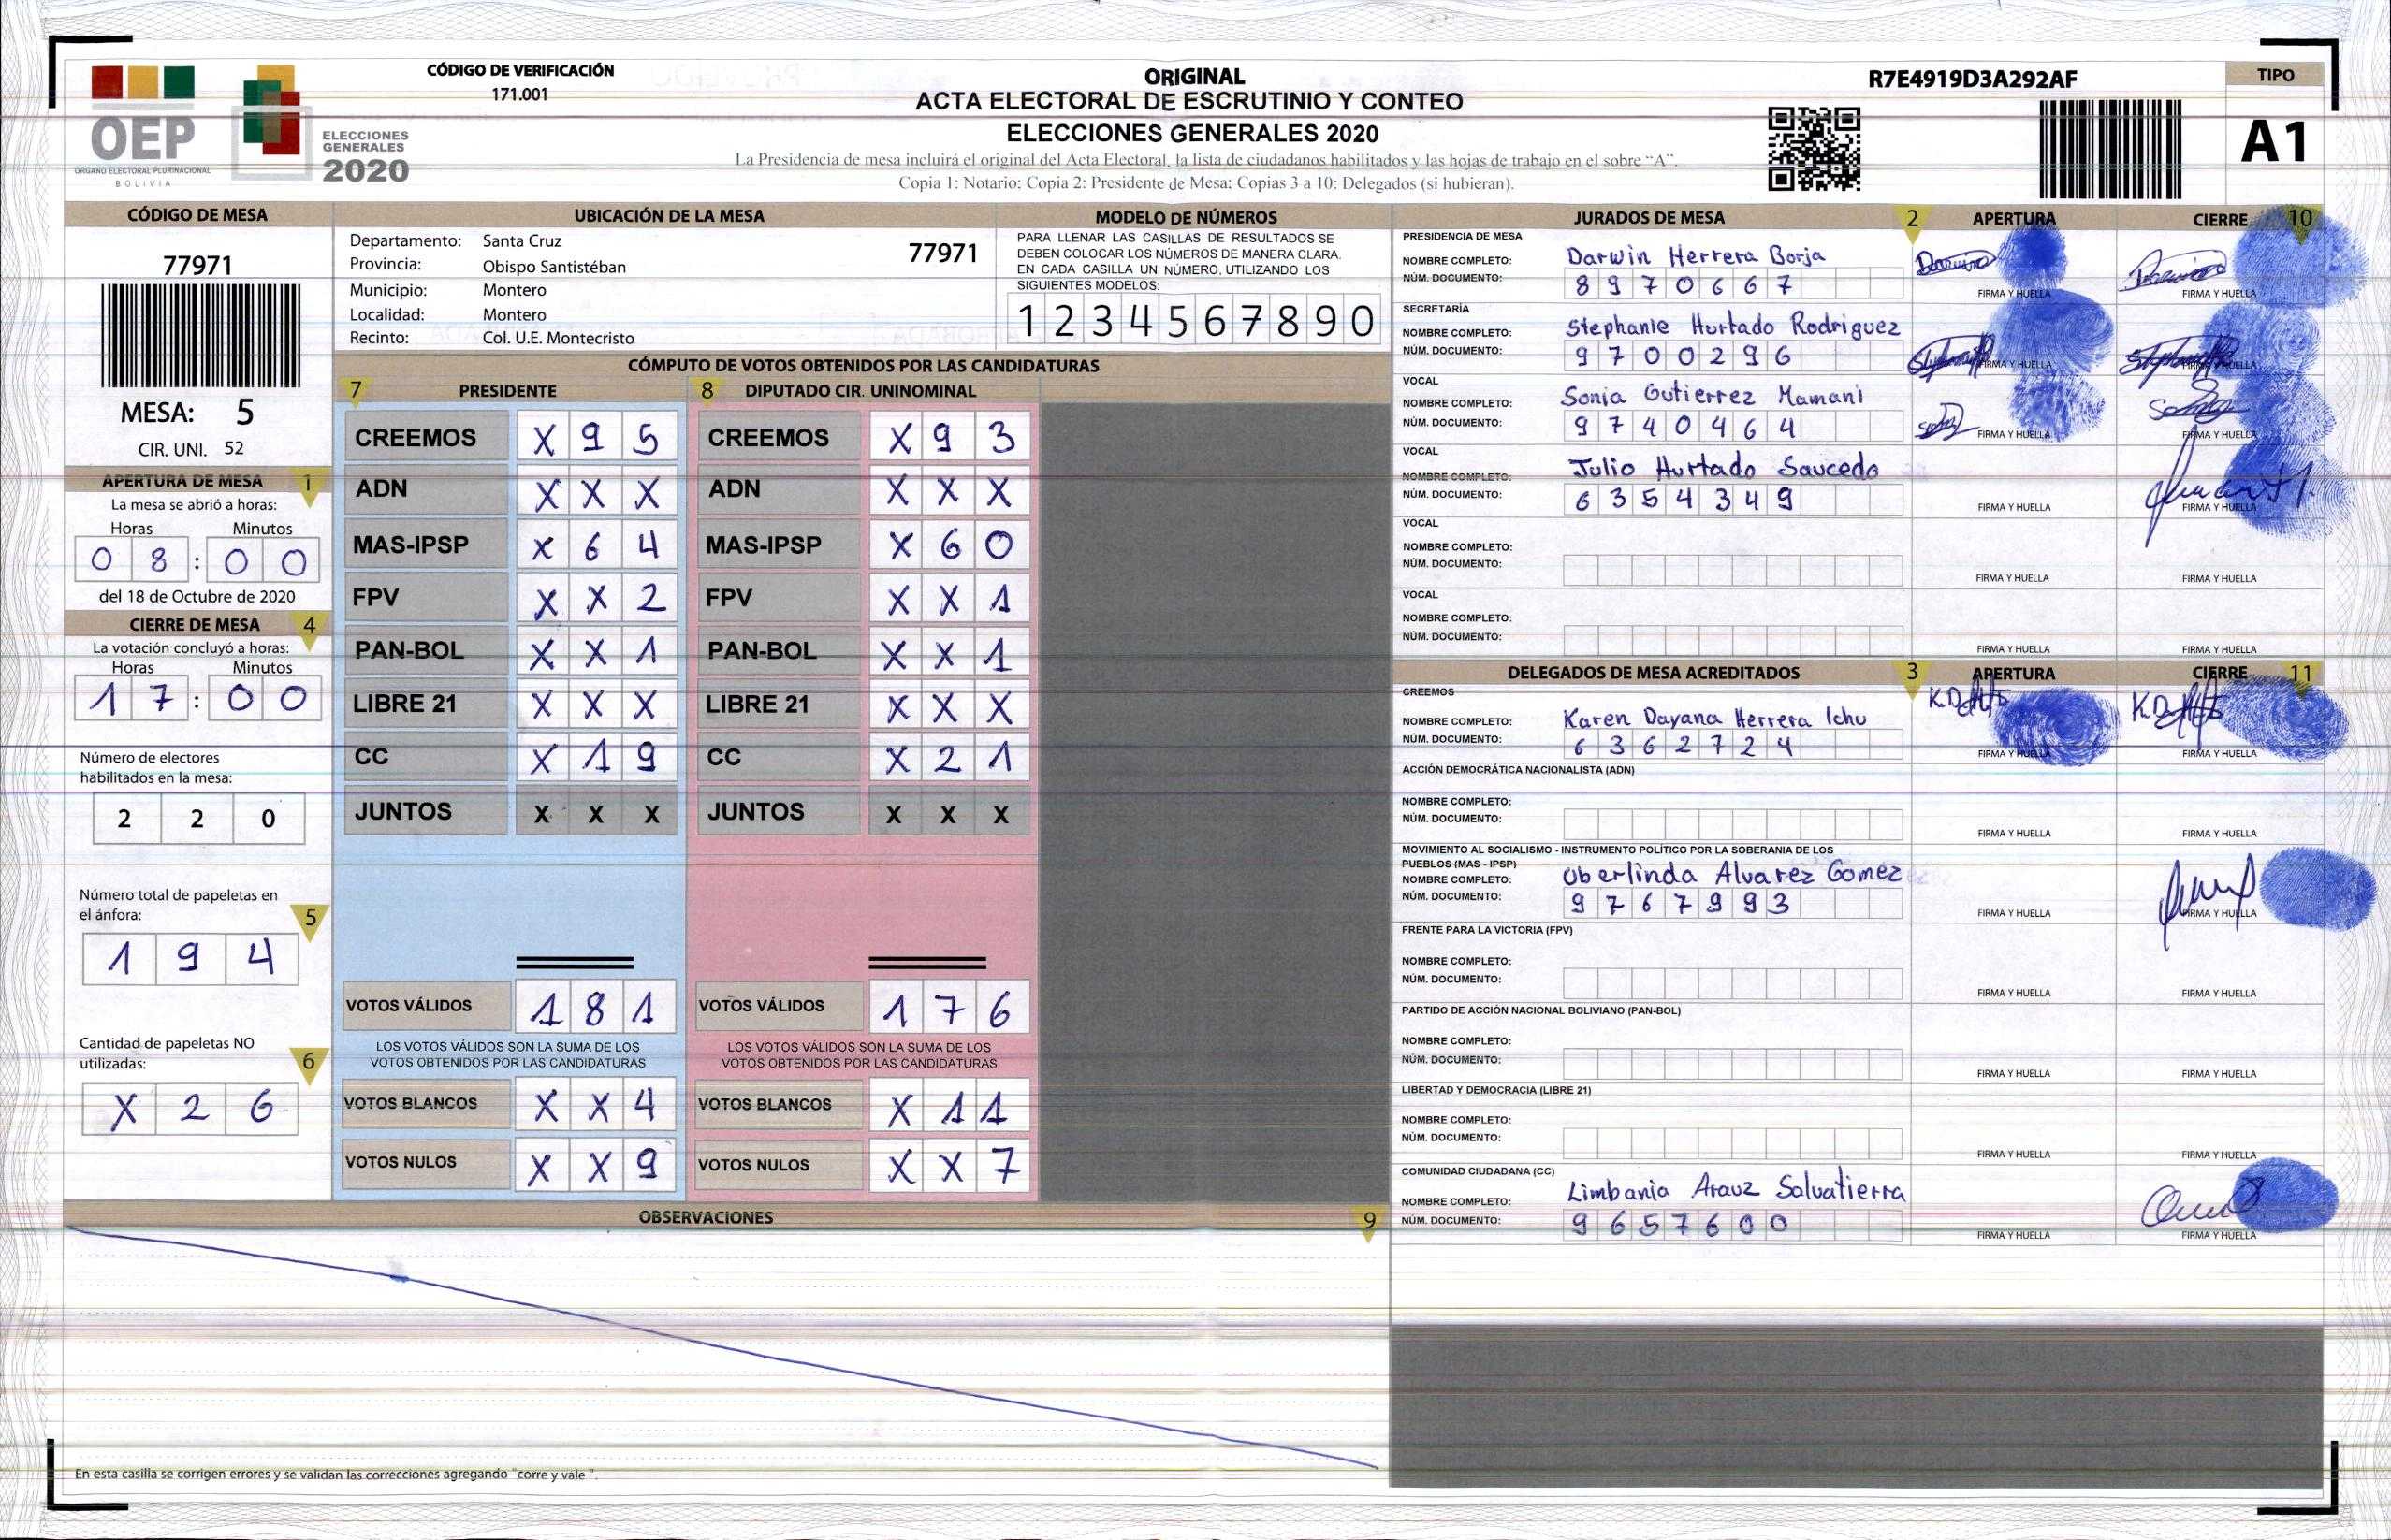 CÓDIGO DE VERIFICACIÓN
171.001
ORIGINAL
ACTA ELECTORAL DE ESCRUTINIO Y CONTEO
ELECCIONES GENERALES 2020
La Presidencia de mesa incluirá el original del Acta Electoral, la lista de ciudadanos habilitados y las hojas de trabajo en el sobre "A".
Copia 1: Notario; Copia 2: Presidente de Mesa; Copias 3 a 10: Delegados (si hubieran).
R7E4919D3A292AF
TIPO
A1
OEP
ÓRGANO ELECTORAL PLURINACIONAL
BOLIVIA
ELECCIONES
GENERALES
2020
CÓDIGO DE MESA
77971
MESA: 5
CIR. UNI. 52
APERTURA DE MESA 1
La mesa se abrió a horas:
Horas Minutos
0 8 : 0 0
del 18 de Octubre de 2020
CIERRE DE MESA 4
La votación concluyó a horas:
Horas Minutos
1 7 : 0 0
Número de electores
habilitados en la mesa:
2 2 0
Número total de papeletas en
el ánfora: 5
1 9 4
Cantidad de papeletas NO
utilizadas: 6
X 2 6
UBICACIÓN DE LA MESA
Departamento: Santa Cruz
77971
Provincia: Obispo Santistéban
Municipio: Montero
Localidad: Montero
Recinto: Col. U.E. Montecristo
MODELO DE NÚMEROS
PARA LLENAR LAS CASILLAS DE RESULTADOS SE
DEBEN COLOCAR LOS NÚMEROS DE MANERA CLARA.
EN CADA CASILLA UN NÚMERO, UTILIZANDO LOS
SIGUIENTES MODELOS:
1 2 3 4 5 6 7 8 9 0
CÓMPUTO DE VOTOS OBTENIDOS POR LAS CANDIDATURAS
7 PRESIDENTE
CREEMOS X 9 5
ADN X X X
MAS-IPSP X 6 4
FPV X X 2
PAN-BOL X X 1
LIBRE 21 X X X
CC X 1 9
JUNTOS X X X
VOTOS VÁLIDOS 1 8 1
LOS VOTOS VÁLIDOS SON LA SUMA DE LOS
VOTOS OBTENIDOS POR LAS CANDIDATURAS
VOTOS BLANCOS X X 4
VOTOS NULOS X X 9
8 DIPUTADO CIR. UNINOMINAL
CREEMOS X 9 3
ADN X X X
MAS-IPSP X 6 0
FPV X X 1
PAN-BOL X X 1
LIBRE 21 X X X
CC X 2 1
JUNTOS X X X
VOTOS VÁLIDOS 1 7 6
LOS VOTOS VÁLIDOS SON LA SUMA DE LOS
VOTOS OBTENIDOS POR LAS CANDIDATURAS
VOTOS BLANCOS X 1 1
VOTOS NULOS X X 7
OBSERVACIONES 9
En esta casilla se corrigen errores y se validan las correcciones agregando "corre y vale".
JURADOS DE MESA 2 APERTURA CIERRE 10
PRESIDENCIA DE MESA
NOMBRE COMPLETO: Darwin Herrera Borja
NÚM. DOCUMENTO: 8 9 7 0 6 6 7
FIRMA Y HUELLA FIRMA Y HUELLA
SECRETARÍA
NOMBRE COMPLETO: Stephanie Hurtado Rodriguez
NÚM. DOCUMENTO: 9 7 0 0 2 9 6
FIRMA Y HUELLA FIRMA Y HUELLA
VOCAL
NOMBRE COMPLETO: Sonia Gutierrez Mamani
NÚM. DOCUMENTO: 9 7 4 0 4 6 4
FIRMA Y HUELLA FIRMA Y HUELLA
VOCAL
NOMBRE COMPLETO: Julio Hurtado Saucedo
NÚM. DOCUMENTO: 6 3 5 4 3 4 9
FIRMA Y HUELLA FIRMA Y HUELLA
VOCAL
NOMBRE COMPLETO:
NÚM. DOCUMENTO:
FIRMA Y HUELLA FIRMA Y HUELLA
VOCAL
NOMBRE COMPLETO:
NÚM. DOCUMENTO:
FIRMA Y HUELLA FIRMA Y HUELLA
DELEGADOS DE MESA ACREDITADOS 3 APERTURA CIERRE 11
CREEMOS
NOMBRE COMPLETO: Karen Dayana Herrera Ichu
NÚM. DOCUMENTO: 6 3 6 2 7 2 4
FIRMA Y HUELLA FIRMA Y HUELLA
ACCIÓN DEMOCRÁTICA NACIONALISTA (ADN)
NOMBRE COMPLETO:
NÚM. DOCUMENTO:
FIRMA Y HUELLA FIRMA Y HUELLA
MOVIMIENTO AL SOCIALISMO - INSTRUMENTO POLÍTICO POR LA SOBERANIA DE LOS
PUEBLOS (MAS - IPSP)
NOMBRE COMPLETO: Oberlinda Alvarez Gomez
NÚM. DOCUMENTO: 9 7 6 7 9 9 3
FIRMA Y HUELLA FIRMA Y HUELLA
FRENTE PARA LA VICTORIA (FPV)
NOMBRE COMPLETO:
NÚM. DOCUMENTO:
FIRMA Y HUELLA FIRMA Y HUELLA
PARTIDO DE ACCIÓN NACIONAL BOLIVIANO (PAN-BOL)
NOMBRE COMPLETO:
NÚM. DOCUMENTO:
FIRMA Y HUELLA FIRMA Y HUELLA
LIBERTAD Y DEMOCRACIA (LIBRE 21)
NOMBRE COMPLETO:
NÚM. DOCUMENTO:
FIRMA Y HUELLA FIRMA Y HUELLA
COMUNIDAD CIUDADANA (CC)
NOMBRE COMPLETO: Limbania Arauz Salvatierra
NÚM. DOCUMENTO: 9 6 5 7 6 0 0
FIRMA Y HUELLA FIRMA Y HUELLA